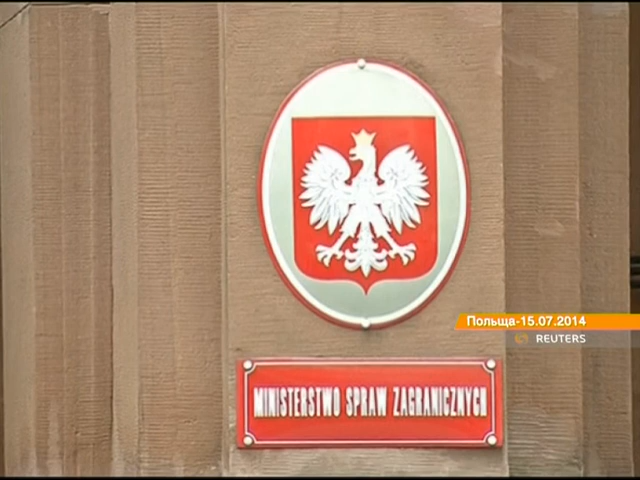 Польща-15.07.2014
REUTERS
MINISTERSTWO SPRAW ZAGRANICZNYCH